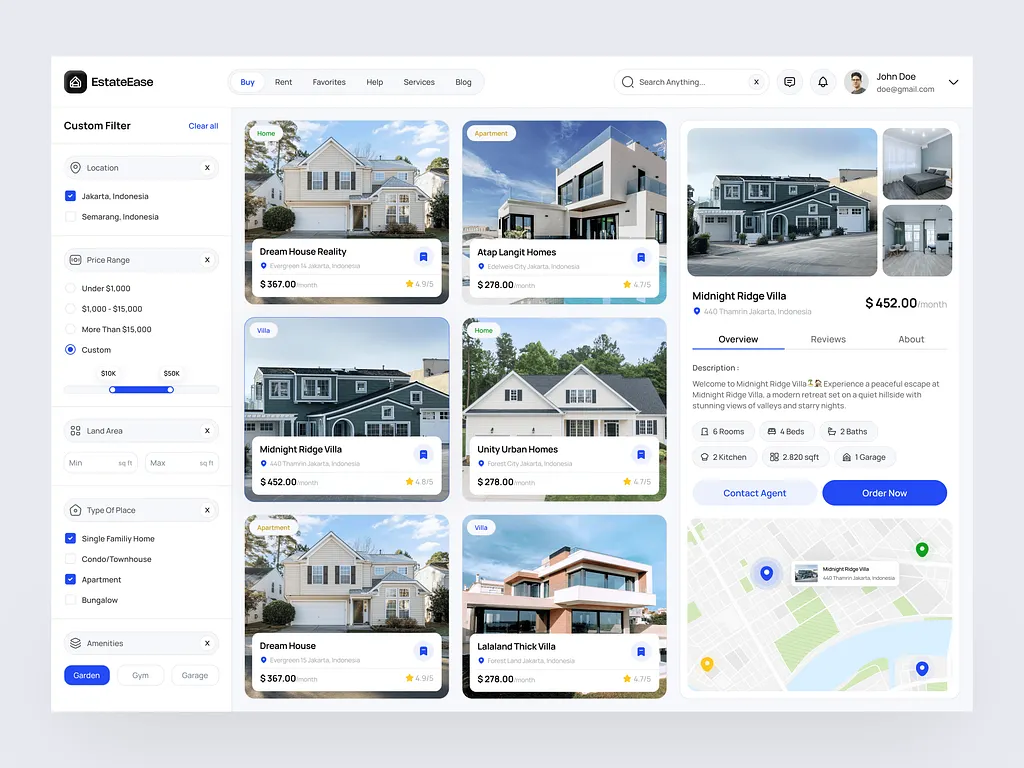 EstateEase
Buy Rent Favorites Help Services Blog
Search Anything... X
John Doe
doe@gmail.com
Custom Filter Clear all
Location X
Jakarta, Indonesia
Semarang, Indonesia
Price Range X
Under $1,000
$1,000 - $15,000
More Than $15,000
Custom
$10K $50K
Land Area X
Min sq ft Max sq ft
Type Of Place X
Single Familiy Home
Condo/Townhouse
Apartment
Bungalow
Amenities X
Garden Gym Garage
Home
Dream House Reality
Evergreen 14 Jakarta, Indonesia
$ 367.00/month 4.9/5
Apartment
Atap Langit Homes
Edelweis City Jakarta, Indonesia
$ 278.00/month 4.7/5
Villa
Midnight Ridge Villa
440 Thamrin Jakarta, Indonesia
$ 452.00/month 4.8/5
Home
Unity Urban Homes
Forest City Jakarta, Indonesia
$ 278.00/month 4.7/5
Apartment
Dream House
Evergreen 15 Jakarta, Indonesia
$ 367.00/month 4.9/5
Villa
Lalaland Thick Villa
Forest Land Jakarta, Indonesia
$ 278.00/month 4.7/5
Midnight Ridge Villa
440 Thamrin Jakarta, Indonesia
$ 452.00/month
Overview Reviews About
Description :
Welcome to Midnight Ridge Villa🏝️🏠 Experience a peaceful escape at
Midnight Ridge Villa, a modern retreat set on a quiet hillside with
stunning views of valleys and starry nights.
6 Rooms 4 Beds 2 Baths
2 Kitchen 2.820 sqft 1 Garage
Contact Agent Order Now
Midnight Ridge Villa
440 Thamrin Jakarta, Indonesia